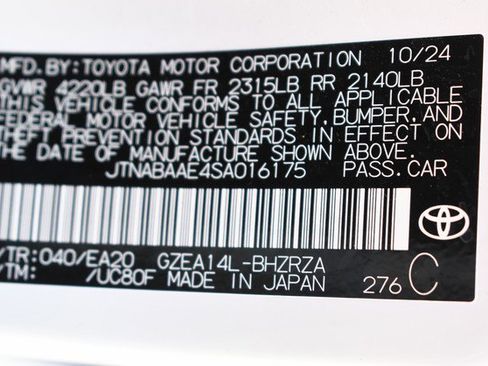 MFD.BY:TOYOTA MOTOR CORPORATION 10/24
GVWR 4220LB GAWR FR 2315LB RR 2140LB
THIS VEHICLE CONFORMS TO ALL APPLICABLE
FEDERAL MOTOR VEHICLE SAFETY,BUMPER,AND
THEFT PREVENTION STANDARDS IN EFFECT ON
THE DATE OF MANUFACTURE SHOWN ABOVE.
JTNABAAE4SA016175 PASS.CAR
/TR:040/EA20 GZEA14L-BHZRZA
/TM: /UC80F MADE IN JAPAN 276 C